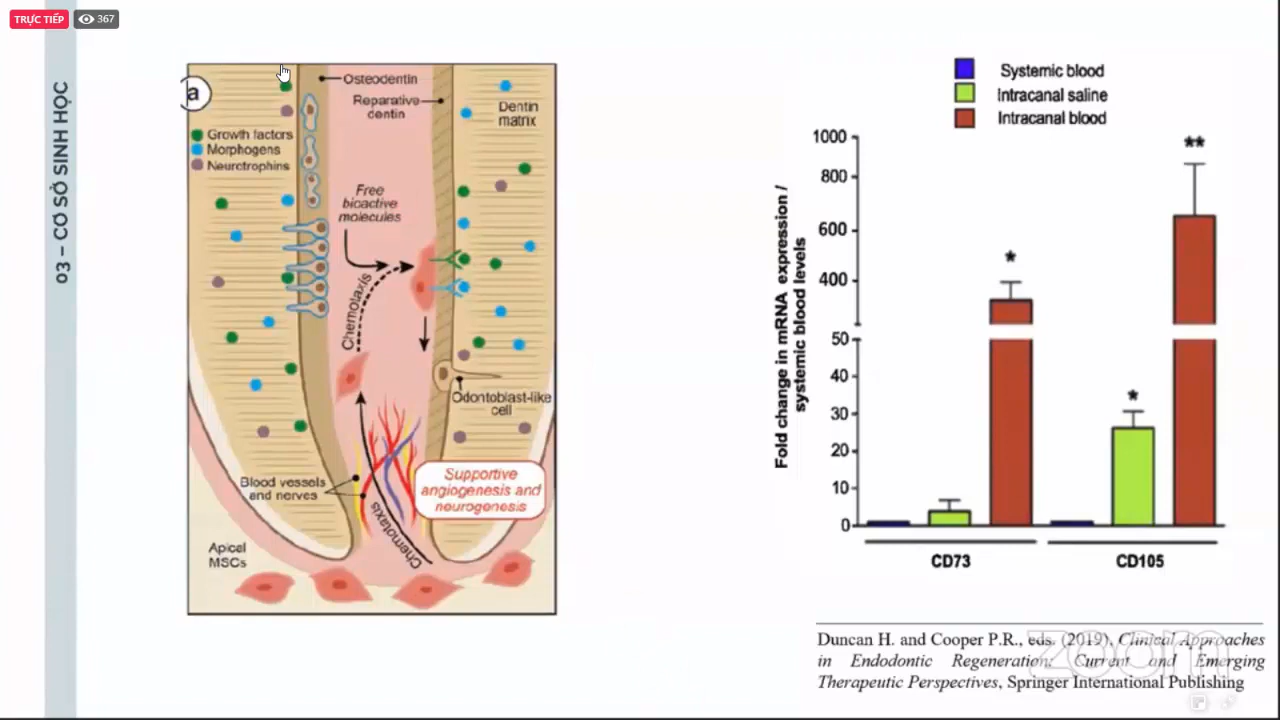 TRỰC TIẾP
367
03 – CƠ SỞ SINH HỌC
a
Osteodentin
Reparative
dentin
Dentin
matrix
Growth factors
Morphogens
Neurotrophins
Free
bioactive
molecules
Chemotaxis
Odontoblast-like
cell
Blood vessels
and nerves
Supportive
angiogenesis and
neurogenesis
Chemotaxis
Apical
MSCs
Systemic blood
Intracanal saline
Intracanal blood
Fold change in mRNA expression /
systemic blood levels
1000
800
600
400
50
40
30
20
10
0
*
*
**
CD73
CD105
Duncan H. and Cooper P.R., eds. (2019), Clinical Approaches
in Endodontic Regeneration: Current and Emerging
Therapeutic Perspectives, Springer International Publishing
zoom